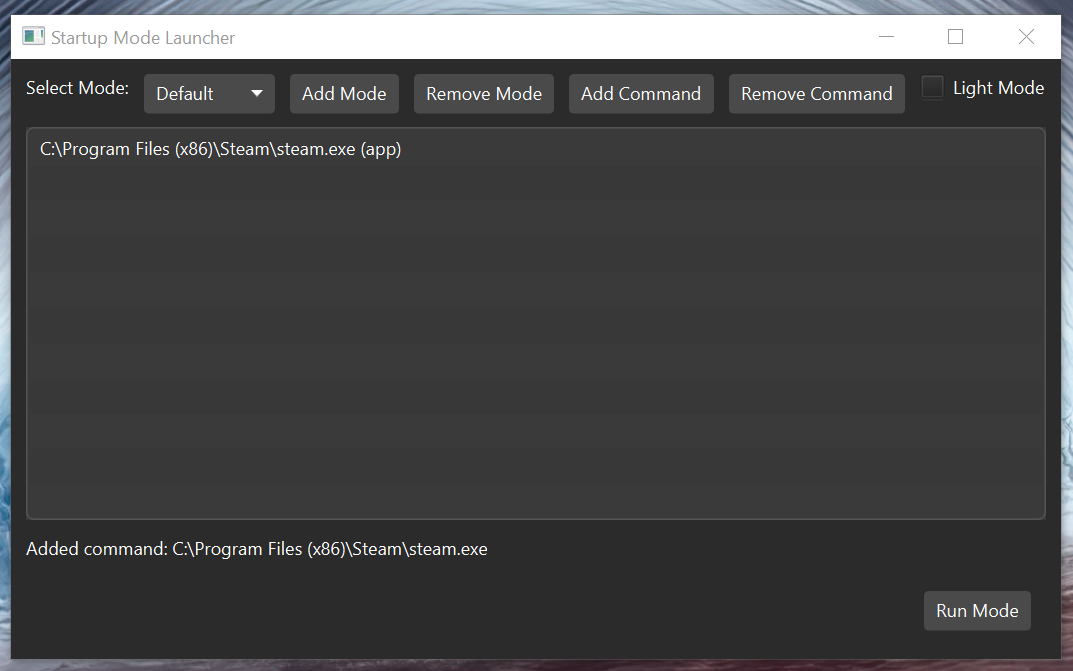 Startup Mode Launcher
Select Mode: Default Add Mode Remove Mode Add Command Remove Command Light Mode
C:\Program Files (x86)\Steam\steam.exe (app)
Added command: C:\Program Files (x86)\Steam\steam.exe
Run Mode